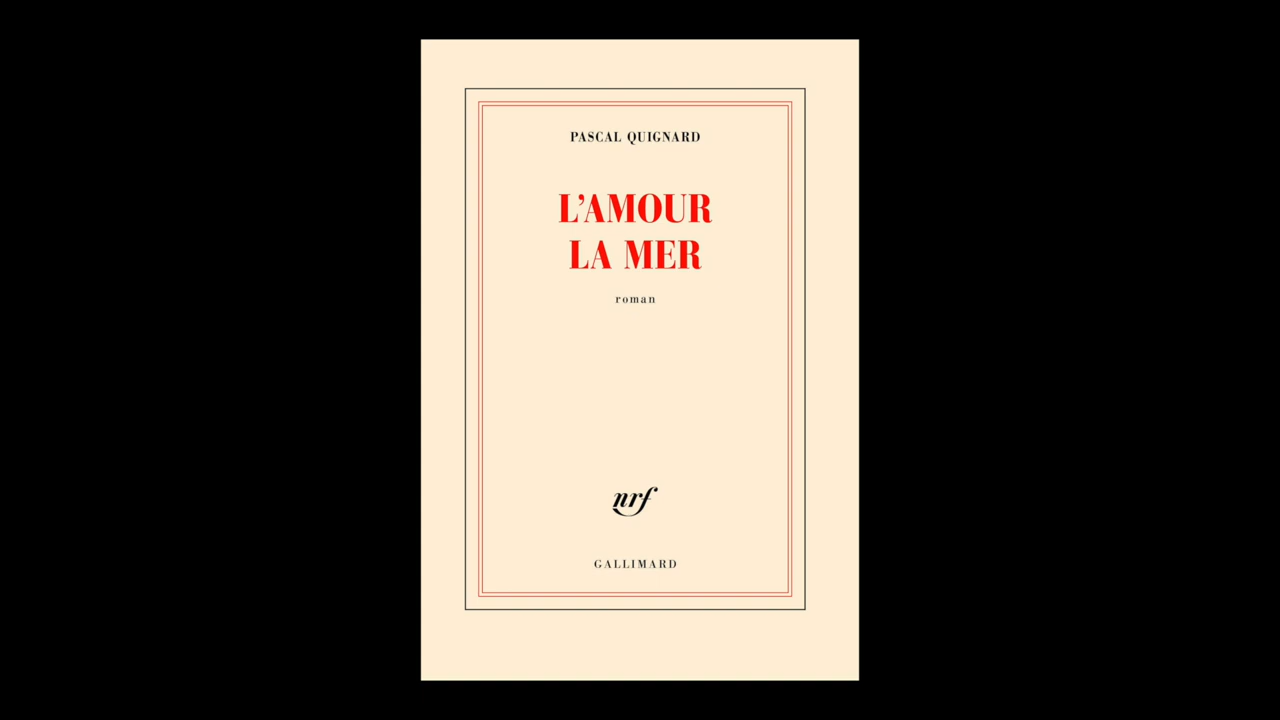 PASCAL QUIGNARD
L’AMOUR
LA MER
roman
nrf
GALLIMARD